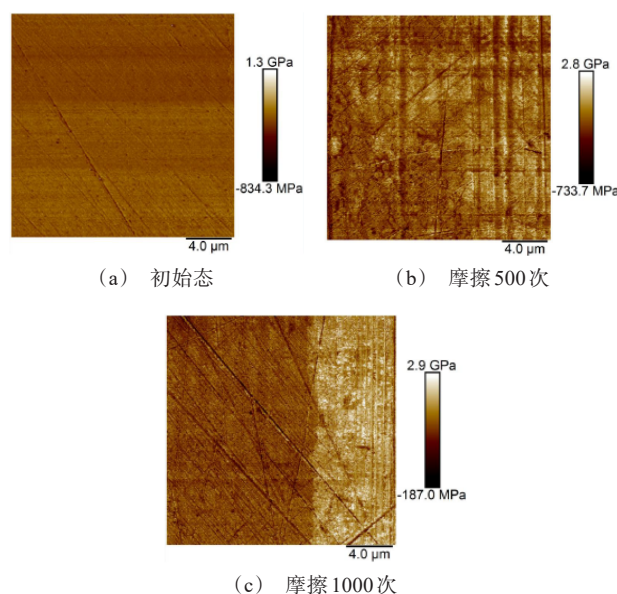 1.3 GPa
-834.3 MPa
4.0 μm
(a) 初始态
2.8 GPa
-733.7 MPa
4.0 μm
(b) 摩擦500次
2.9 GPa
-187.0 MPa
4.0 μm
(c) 摩擦1000次